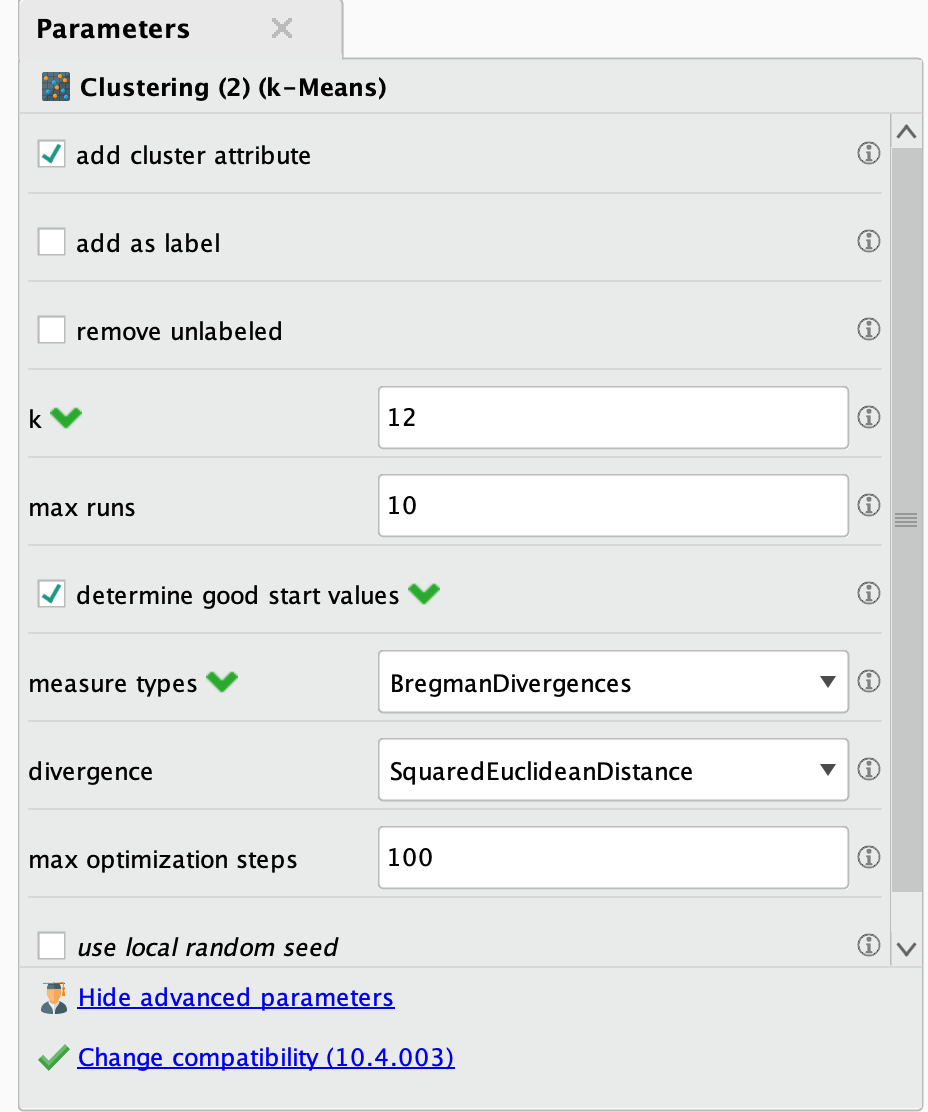 Parameters
Clustering (2) (k-Means)
add cluster attribute
add as label
remove unlabeled
k 12
max runs 10
determine good start values
measure types BregmanDivergences
divergence SquaredEuclideanDistance
max optimization steps 100
use local random seed
Hide advanced parameters
Change compatibility (10.4.003)